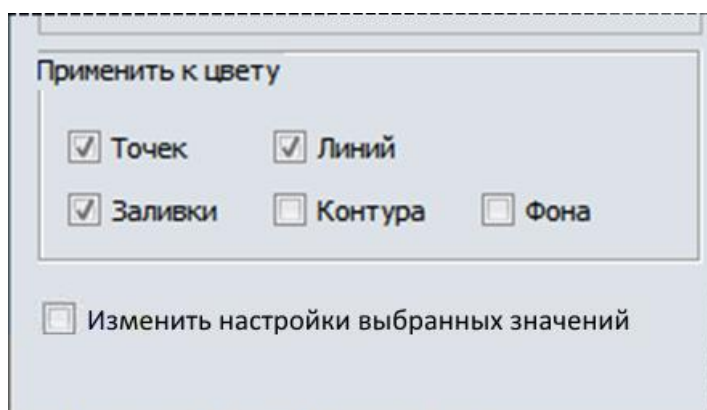 Применить к цвету
Точек Линий
Заливки Контура Фона
Изменить настройки выбранных значений